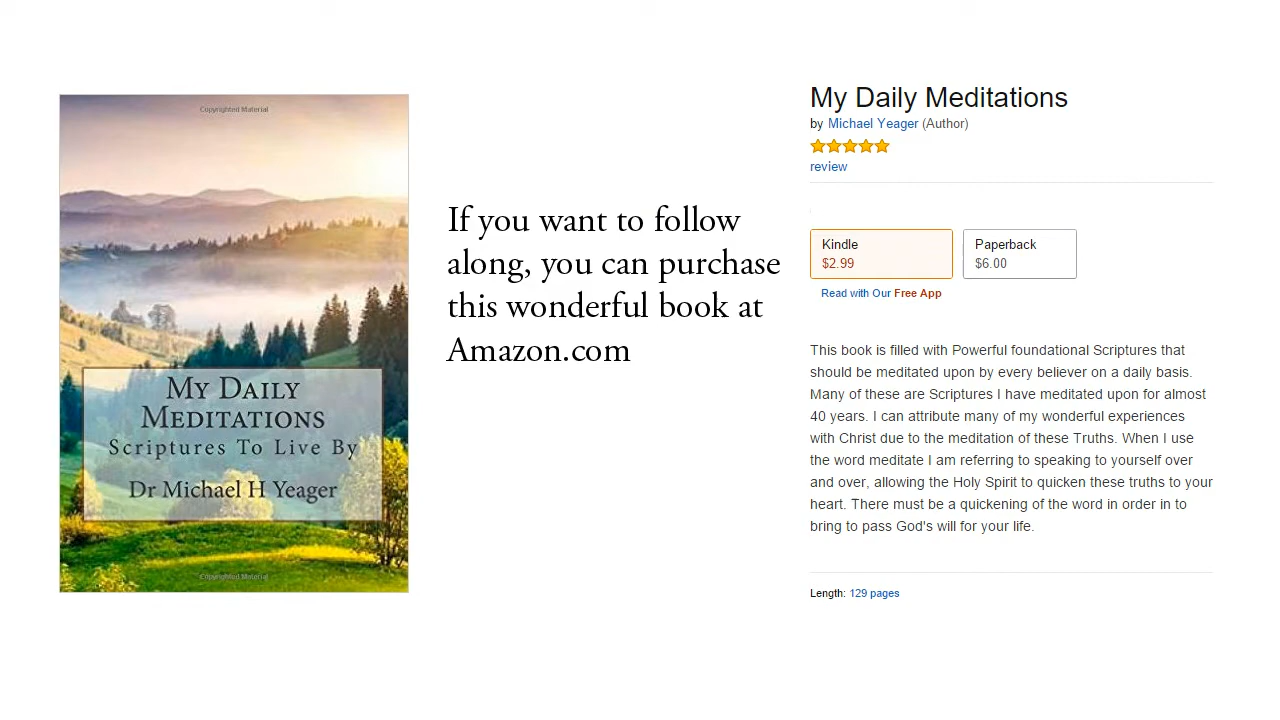 Copyrighted Material
My Daily
Meditations
Scriptures To Live By
Dr Michael H Yeager
Copyrighted Material
If you want to follow
along, you can purchase
this wonderful book at
Amazon.com
My Daily Meditations
by Michael Yeager (Author)
review
Kindle
$2.99
Paperback
$6.00
Read with Our Free App
This book is filled with Powerful foundational Scriptures that
should be meditated upon by every believer on a daily basis.
Many of these are Scriptures I have meditated upon for almost
40 years. I can attribute many of my wonderful experiences
with Christ due to the meditation of these Truths. When I use
the word meditate I am referring to speaking to yourself over
and over, allowing the Holy Spirit to quicken these truths to your
heart. There must be a quickening of the word in order in to
bring to pass God's will for your life.
Length: 129 pages